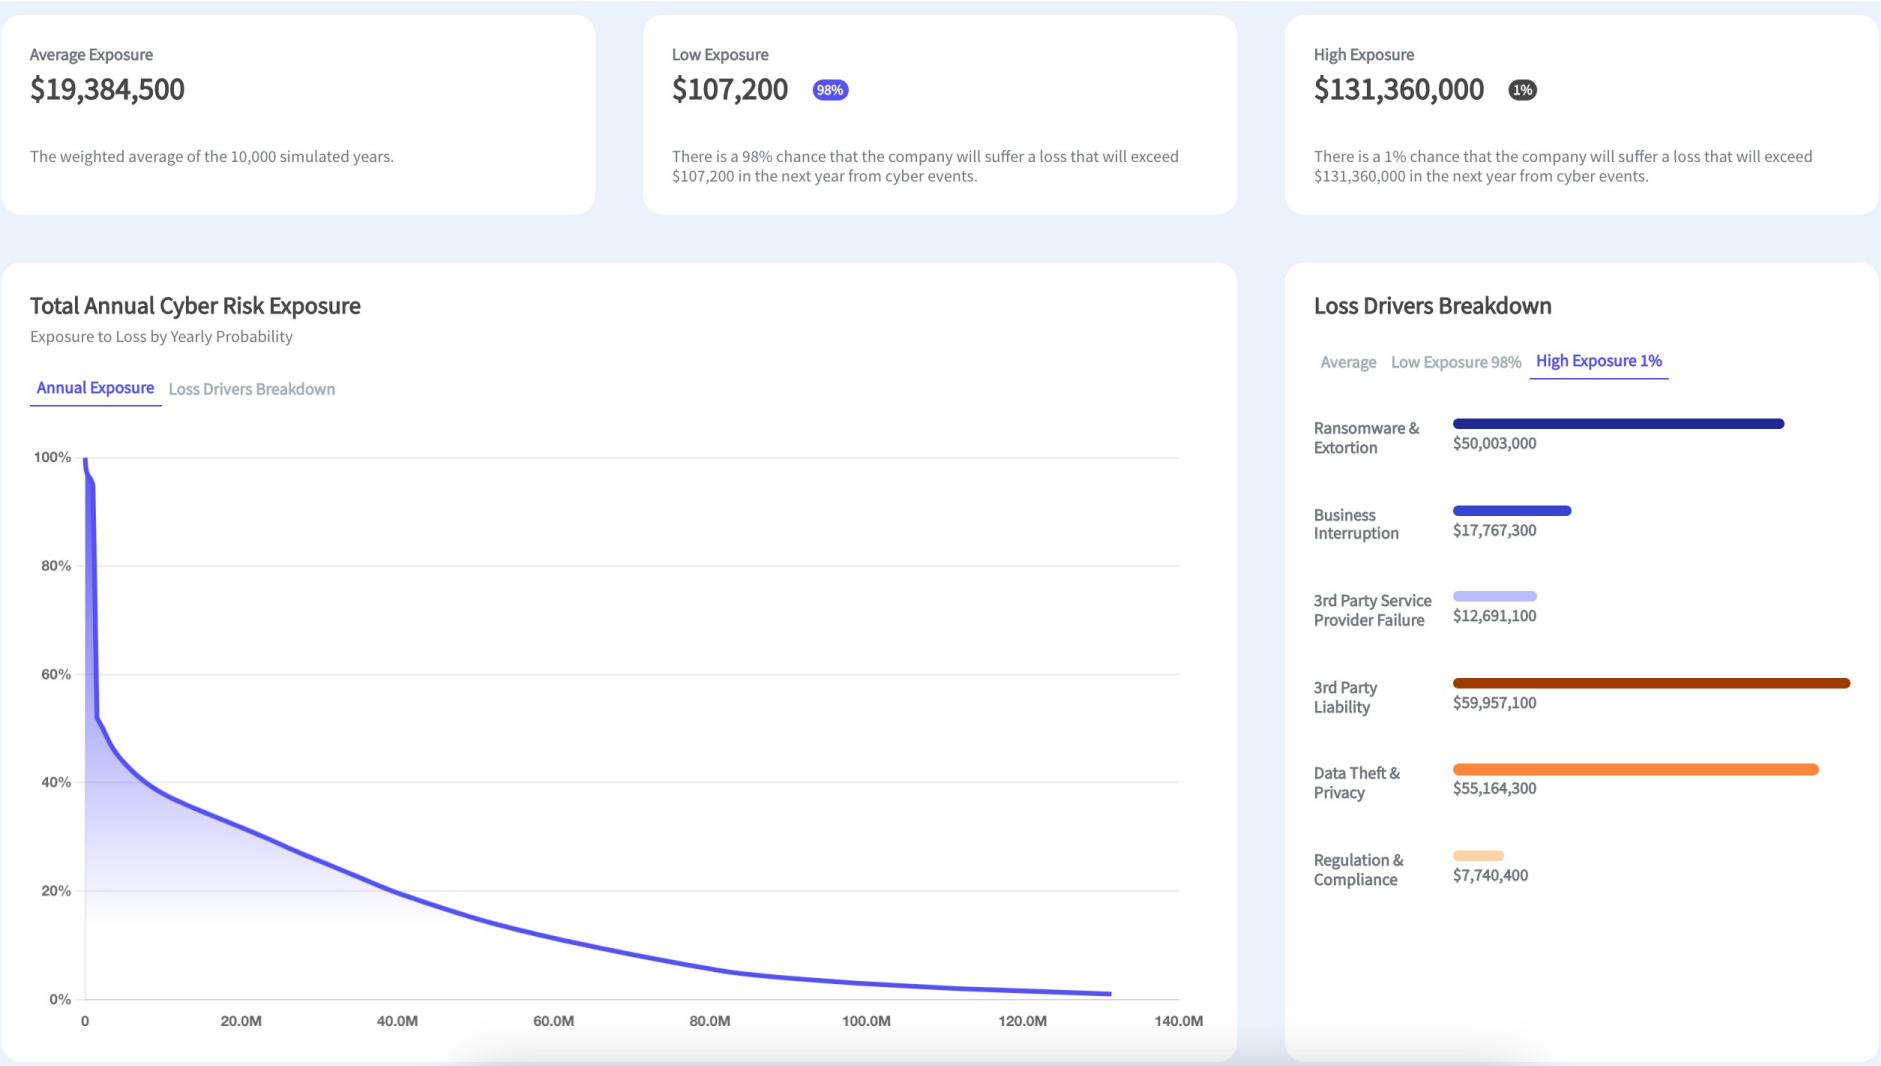 Average Exposure
$19,384,500
The weighted average of the 10,000 simulated years.
Low Exposure
$107,200 98%
There is a 98% chance that the company will suffer a loss that will exceed
$107,200 in the next year from cyber events.
High Exposure
$131,360,000 1%
There is a 1% chance that the company will suffer a loss that will exceed
$131,360,000 in the next year from cyber events.
Total Annual Cyber Risk Exposure
Exposure to Loss by Yearly Probability
Annual Exposure Loss Drivers Breakdown
100%
80%
60%
40%
20%
0%
0 20.0M 40.0M 60.0M 80.0M 100.0M 120.0M 140.0M
Loss Drivers Breakdown
Average Low Exposure 98% High Exposure 1%
Ransomware &
Extortion
$50,003,000
Business
Interruption
$17,767,300
3rd Party Service
Provider Failure
$12,691,100
3rd Party
Liability
$59,957,100
Data Theft &
Privacy
$55,164,300
Regulation &
Compliance
$7,740,400